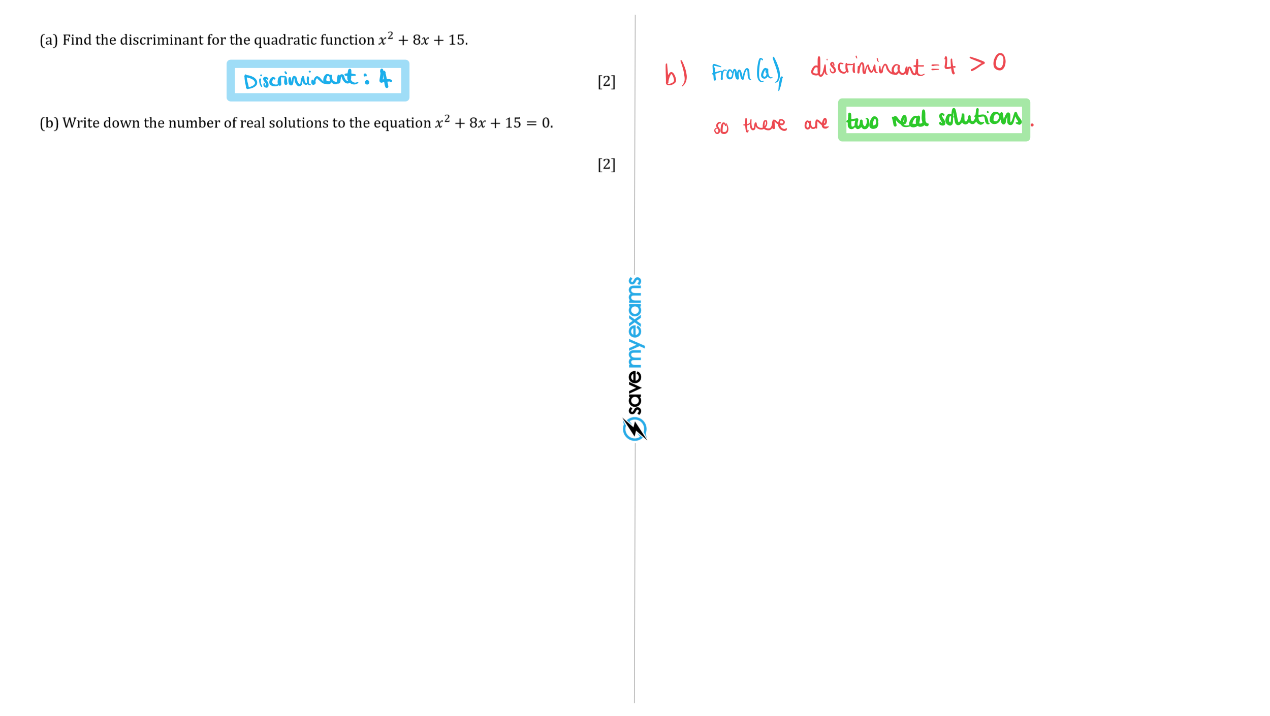 (a) Find the discriminant for the quadratic function x² + 8x + 15.
Discriminant : 4
[2]
(b) Write down the number of real solutions to the equation x² + 8x + 15 = 0.
[2]
b) From (a), discriminant = 4 > 0
so there are two real solutions.
save my exams